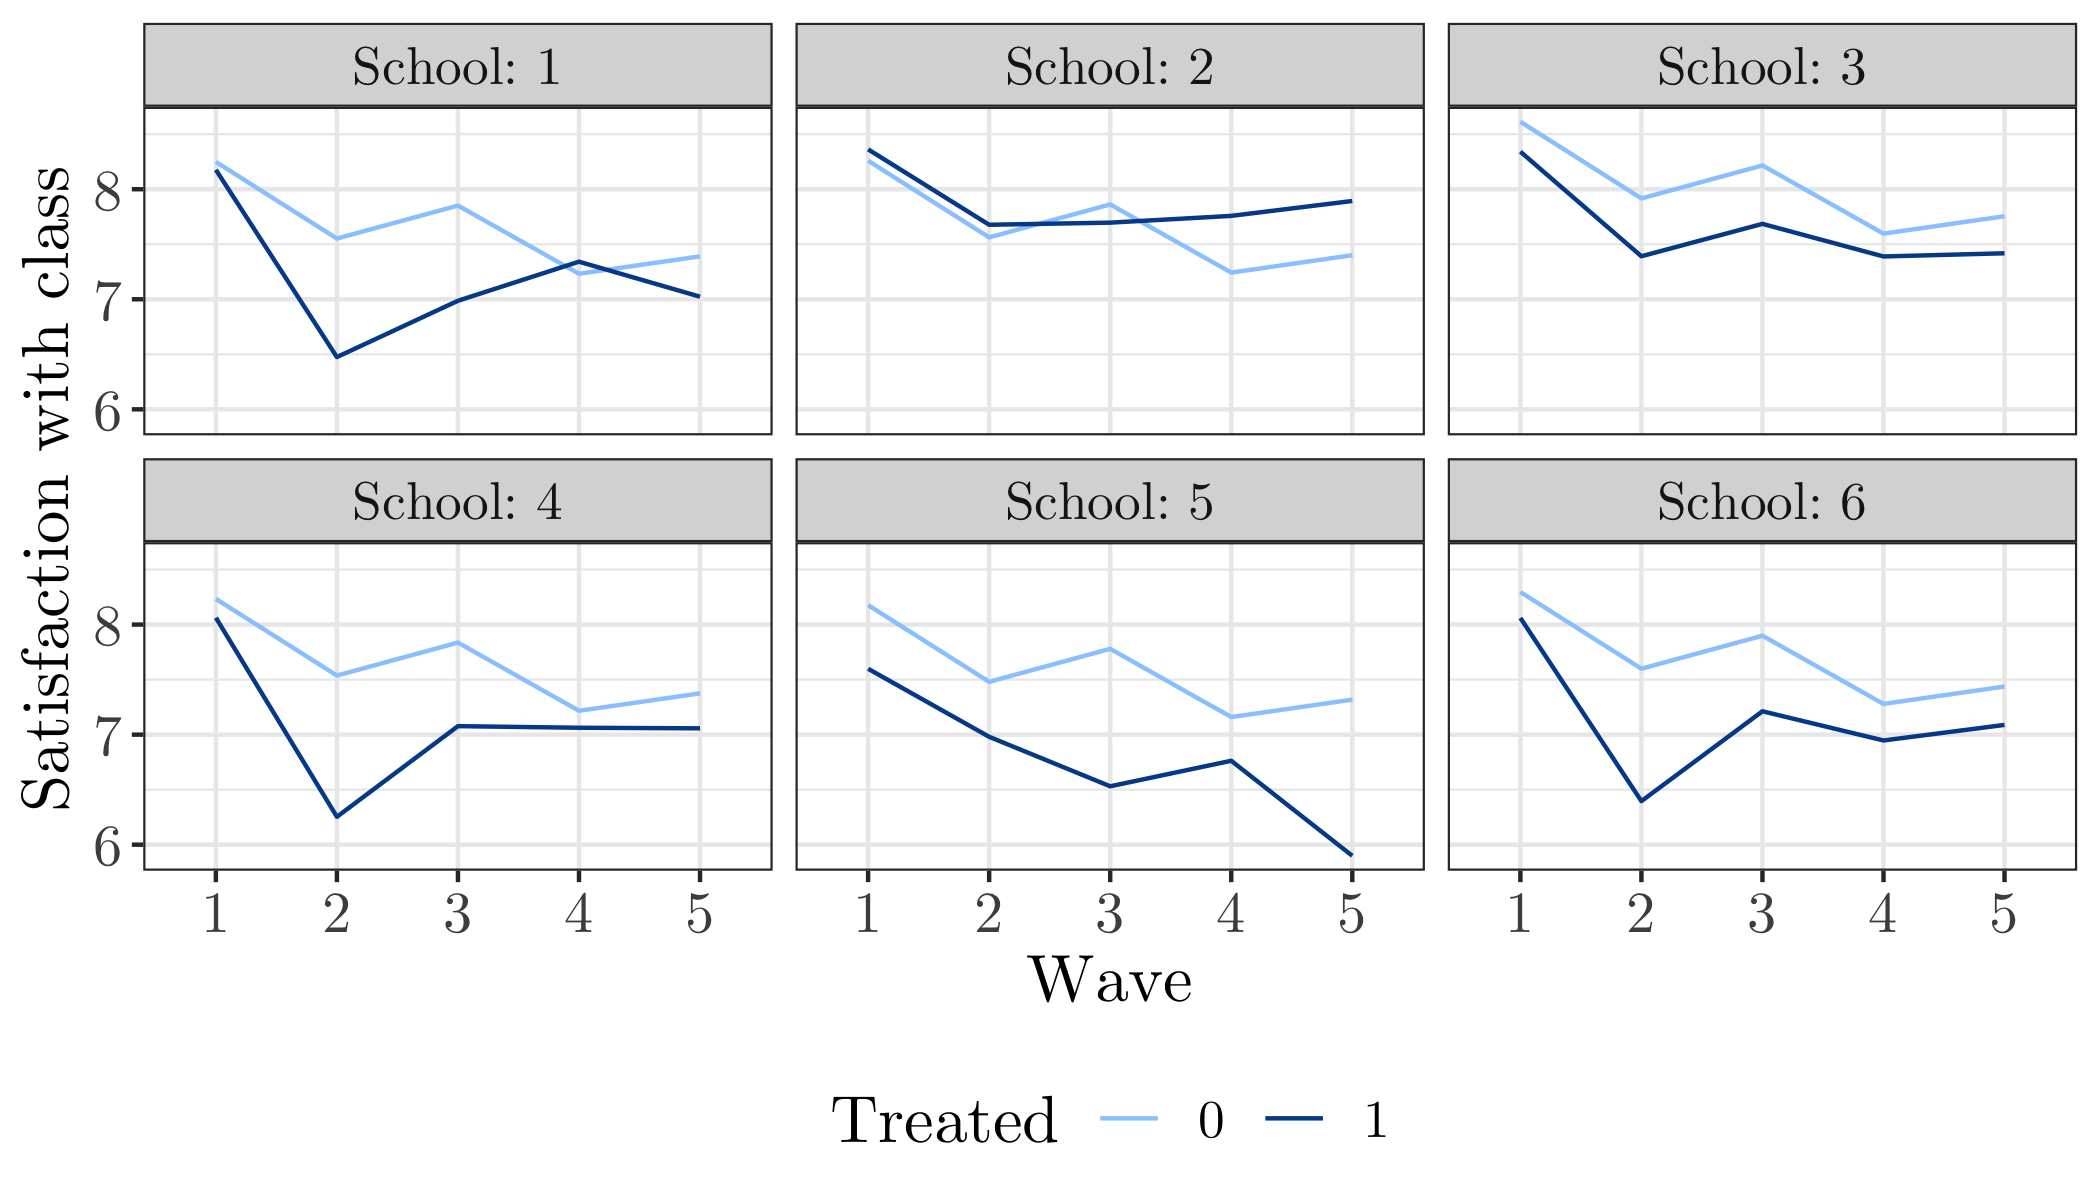 School: 1
School: 2
School: 3
8
7
6
School: 4
School: 5
School: 6
8
7
6
Satisfaction with class
1 2 3 4 5
1 2 3 4 5
1 2 3 4 5
Wave
Treated 0 1